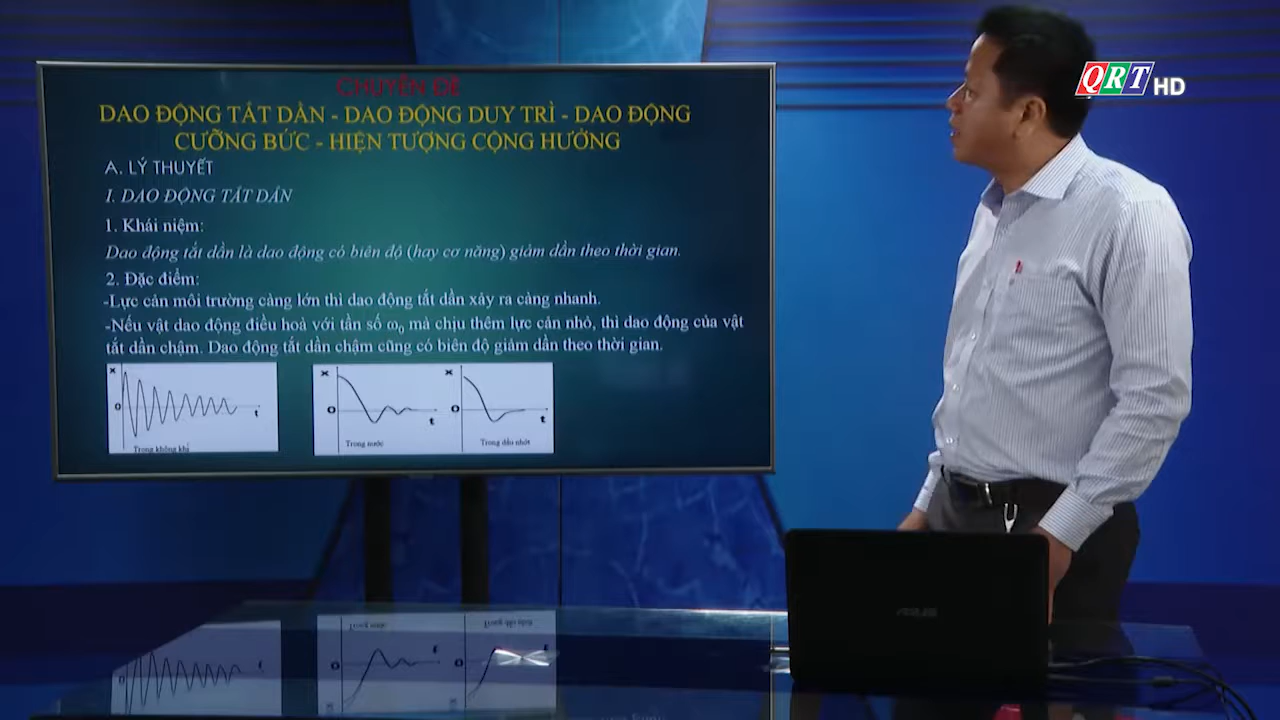 CHUYÊN ĐỀ
DAO ĐỘNG TẮT DẦN - DAO ĐỘNG DUY TRÌ - DAO ĐỘNG
CƯỠNG BỨC - HIỆN TƯỢNG CỘNG HƯỞNG
A. LÝ THUYẾT
I. DAO ĐỘNG TẮT DẦN
1. Khái niệm:
Dao động tắt dần là dao động có biên độ (hay cơ năng) giảm dần theo thời gian.
2. Đặc điểm:
-Lực cản môi trường càng lớn thì dao động tắt dần xảy ra càng nhanh.
-Nếu vật dao động điều hoà với tần số ω₀ mà chịu thêm lực cản nhỏ, thì dao động của vật
tắt dần chậm. Dao động tắt dần chậm cũng có biên độ giảm dần theo thời gian.
x
O
t
Trong không khí
x
O
t
Trong nước
x
O
t
Trong dầu nhớt
QRT HD
ASUS